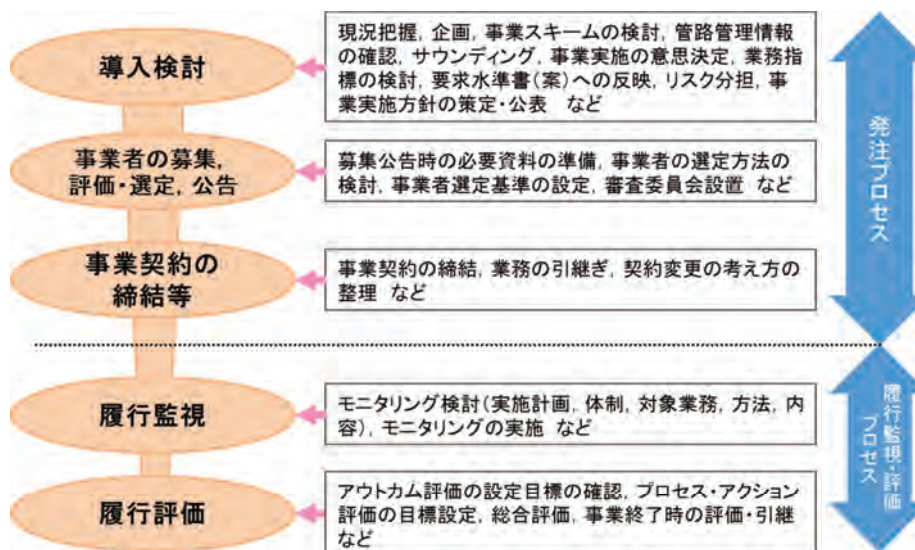 導入検討
現況把握, 企画, 事業スキームの検討, 管路管理情報
の確認, サウンディング, 事業実施の意思決定, 業務指
標の検討, 要求水準書(案)への反映, リスク分担, 事
業実施方針の策定・公表 など
事業者の募集,
評価・選定, 公告
募集公告時の必要資料の準備, 事業者の選定方法の
検討, 事業者選定基準の設定, 審査委員会設置 など
事業契約の
締結等
事業契約の締結, 業務の引継ぎ, 契約変更の考え方の
整理 など
発注プロセス
履行監視
モニタリング検討(実施計画, 体制, 対象業務, 方法, 内
容), モニタリングの実施 など
履行評価
アウトカム評価の設定目標の確認, プロセス・アクション
評価の目標設定, 総合評価, 事業終了時の評価・引継
など
履行監視・評価
プロセス